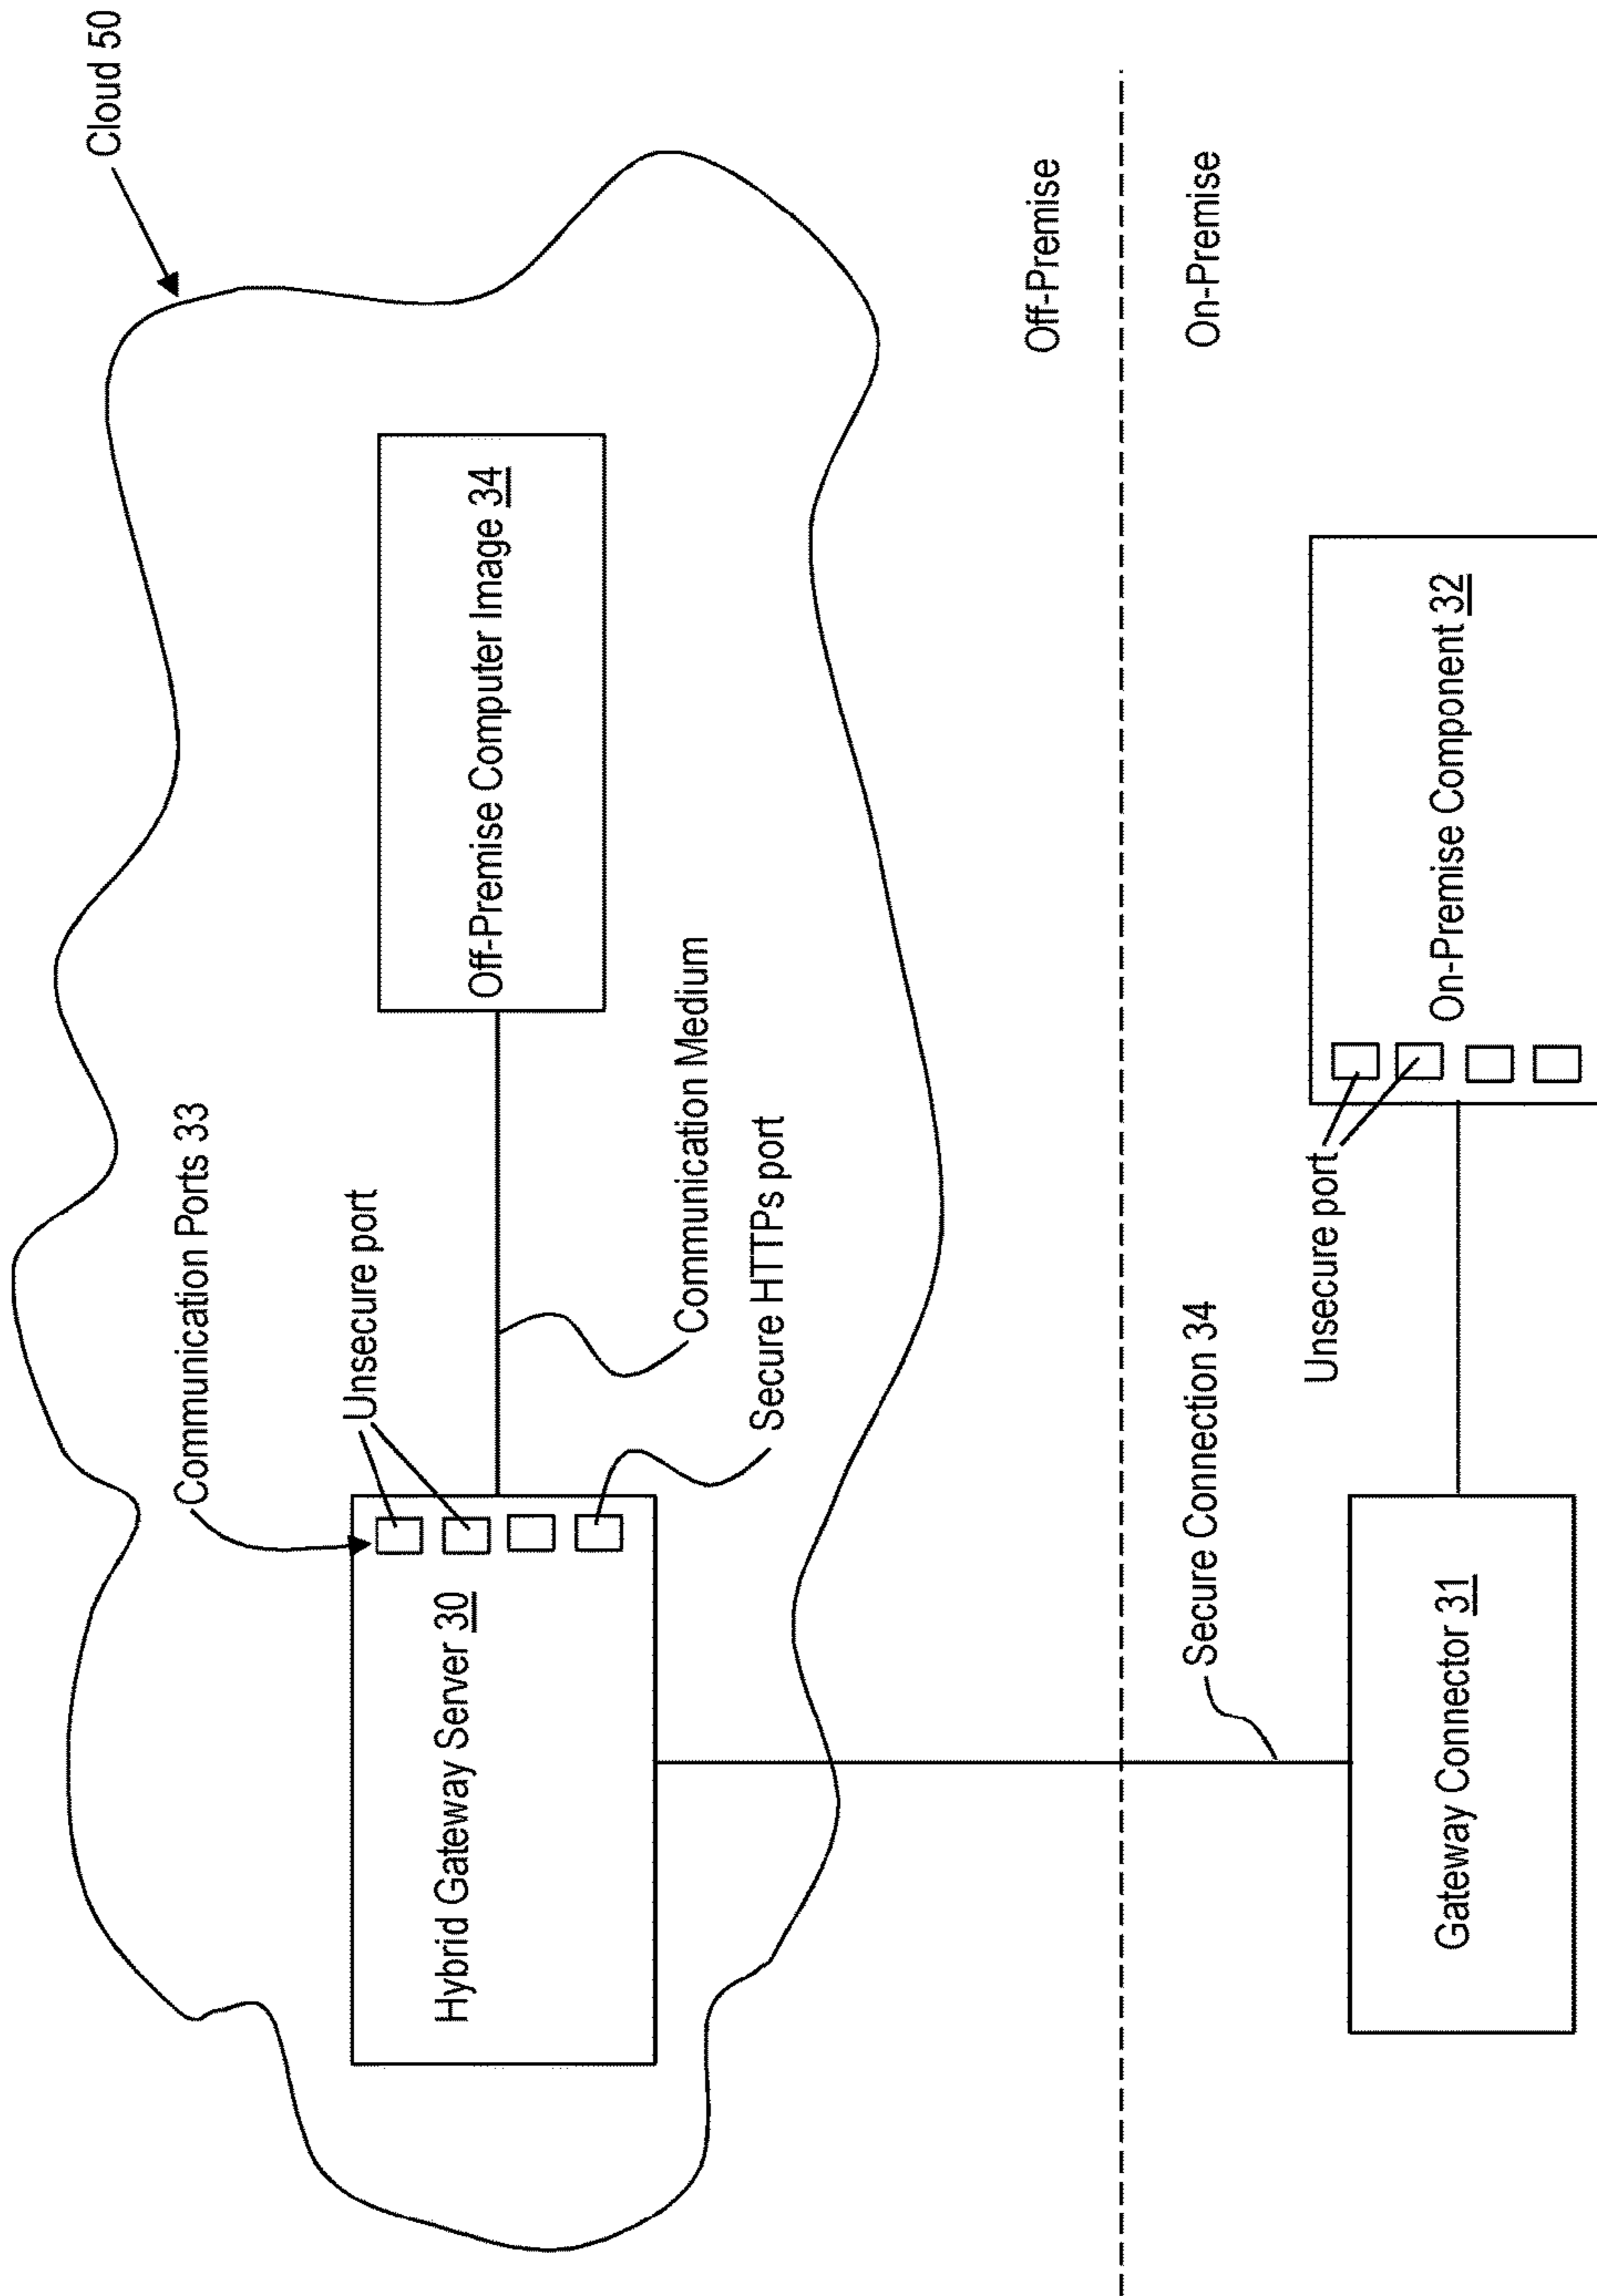 Cloud 50
Communication Ports 33
Unsecure port
Hybrid Gateway Server 30
Off-Premise Computer Image 34
Communication Medium
Secure HTTPs port
Off-Premise
On-Premise
Secure Connection 34
Unsecure port
Gateway Connector 31
On-Premise Component 32